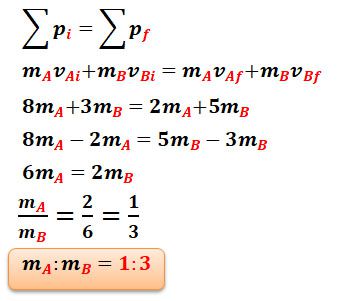 ∑pᵢ = ∑p_f
m_A v_Ai + m_B v_Bi = m_A v_Af + m_B v_Bf
8m_A+3m_B = 2m_A+5m_B
8m_A − 2m_A = 5m_B − 3m_B
6m_A = 2m_B
m_A/m_B = 2/6 = 1/3
m_A:m_B = 1:3